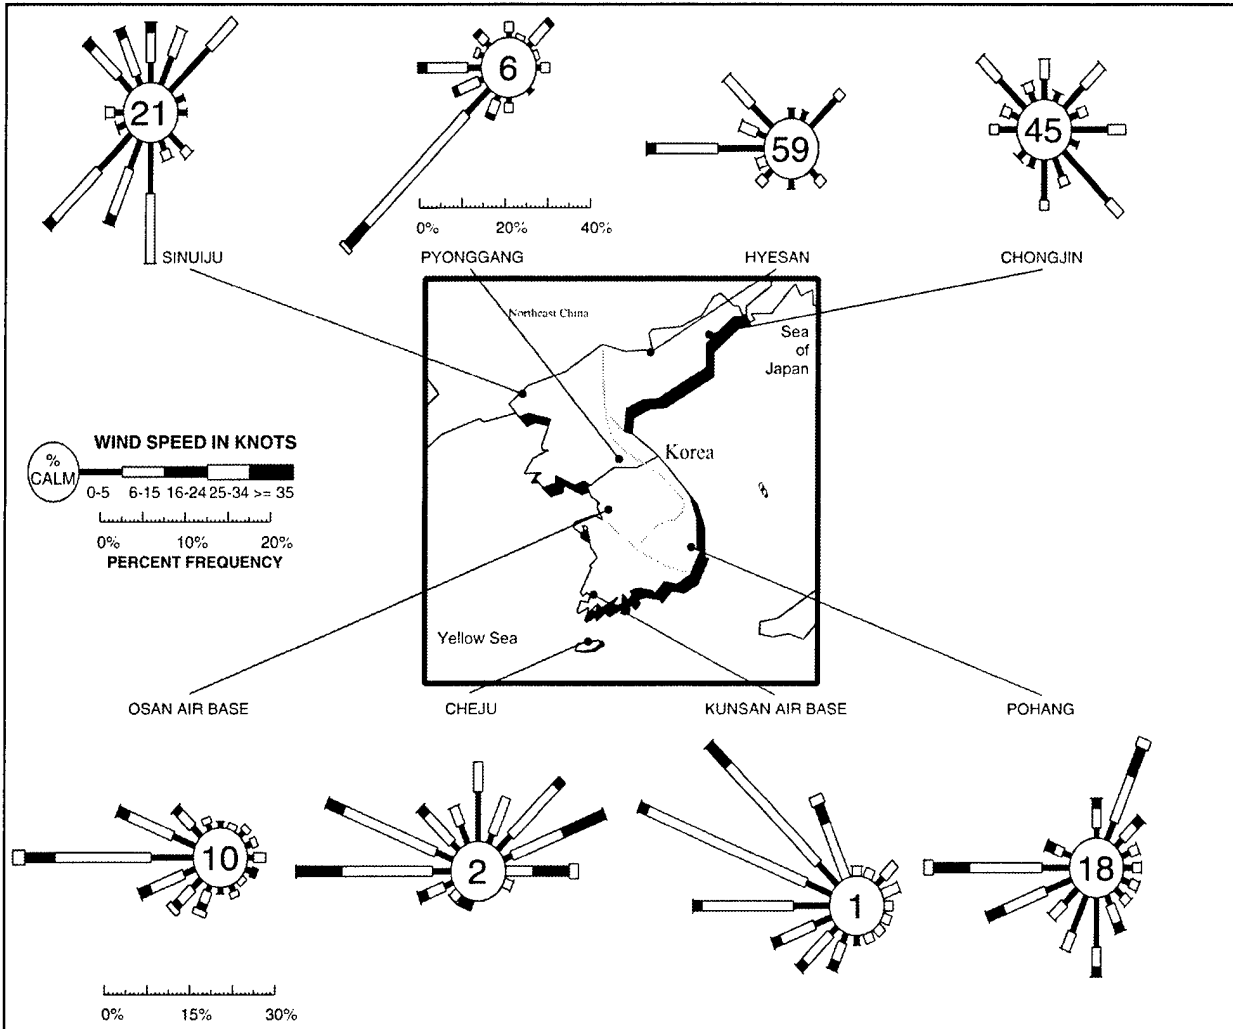 21
6
59
45
0% 20% 40%
SINUIJU PYONGGANG HYESAN CHONGJIN
Northeast China
Sea
of
Japan
Korea
Yellow Sea
WIND SPEED IN KNOTS
%
CALM
0-5 6-15 16-24 25-34 >= 35
0% 10% 20%
PERCENT FREQUENCY
OSAN AIR BASE CHEJU KUNSAN AIR BASE POHANG
10
2
1
18
0% 15% 30%